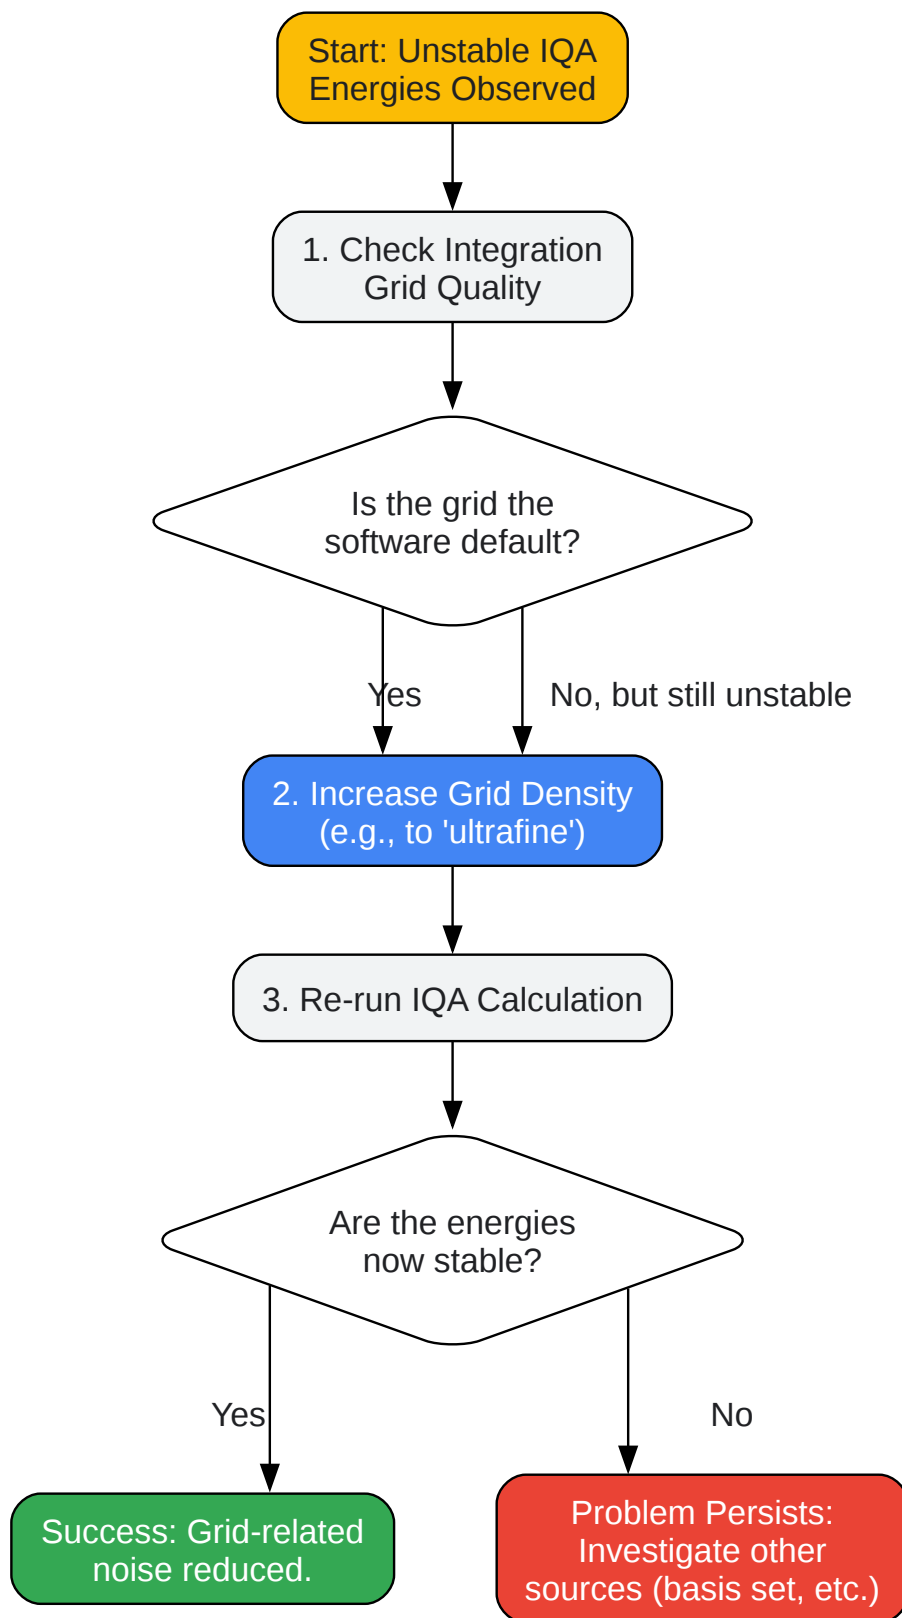 Start: Unstable IQA
Energies Observed
1. Check Integration
Grid Quality
Is the grid the
software default?
Yes
No, but still unstable
2. Increase Grid Density
(e.g., to 'ultrafine')
3. Re-run IQA Calculation
Are the energies
now stable?
Yes
No
Success: Grid-related
noise reduced.
Problem Persists:
Investigate other
sources (basis set, etc.)